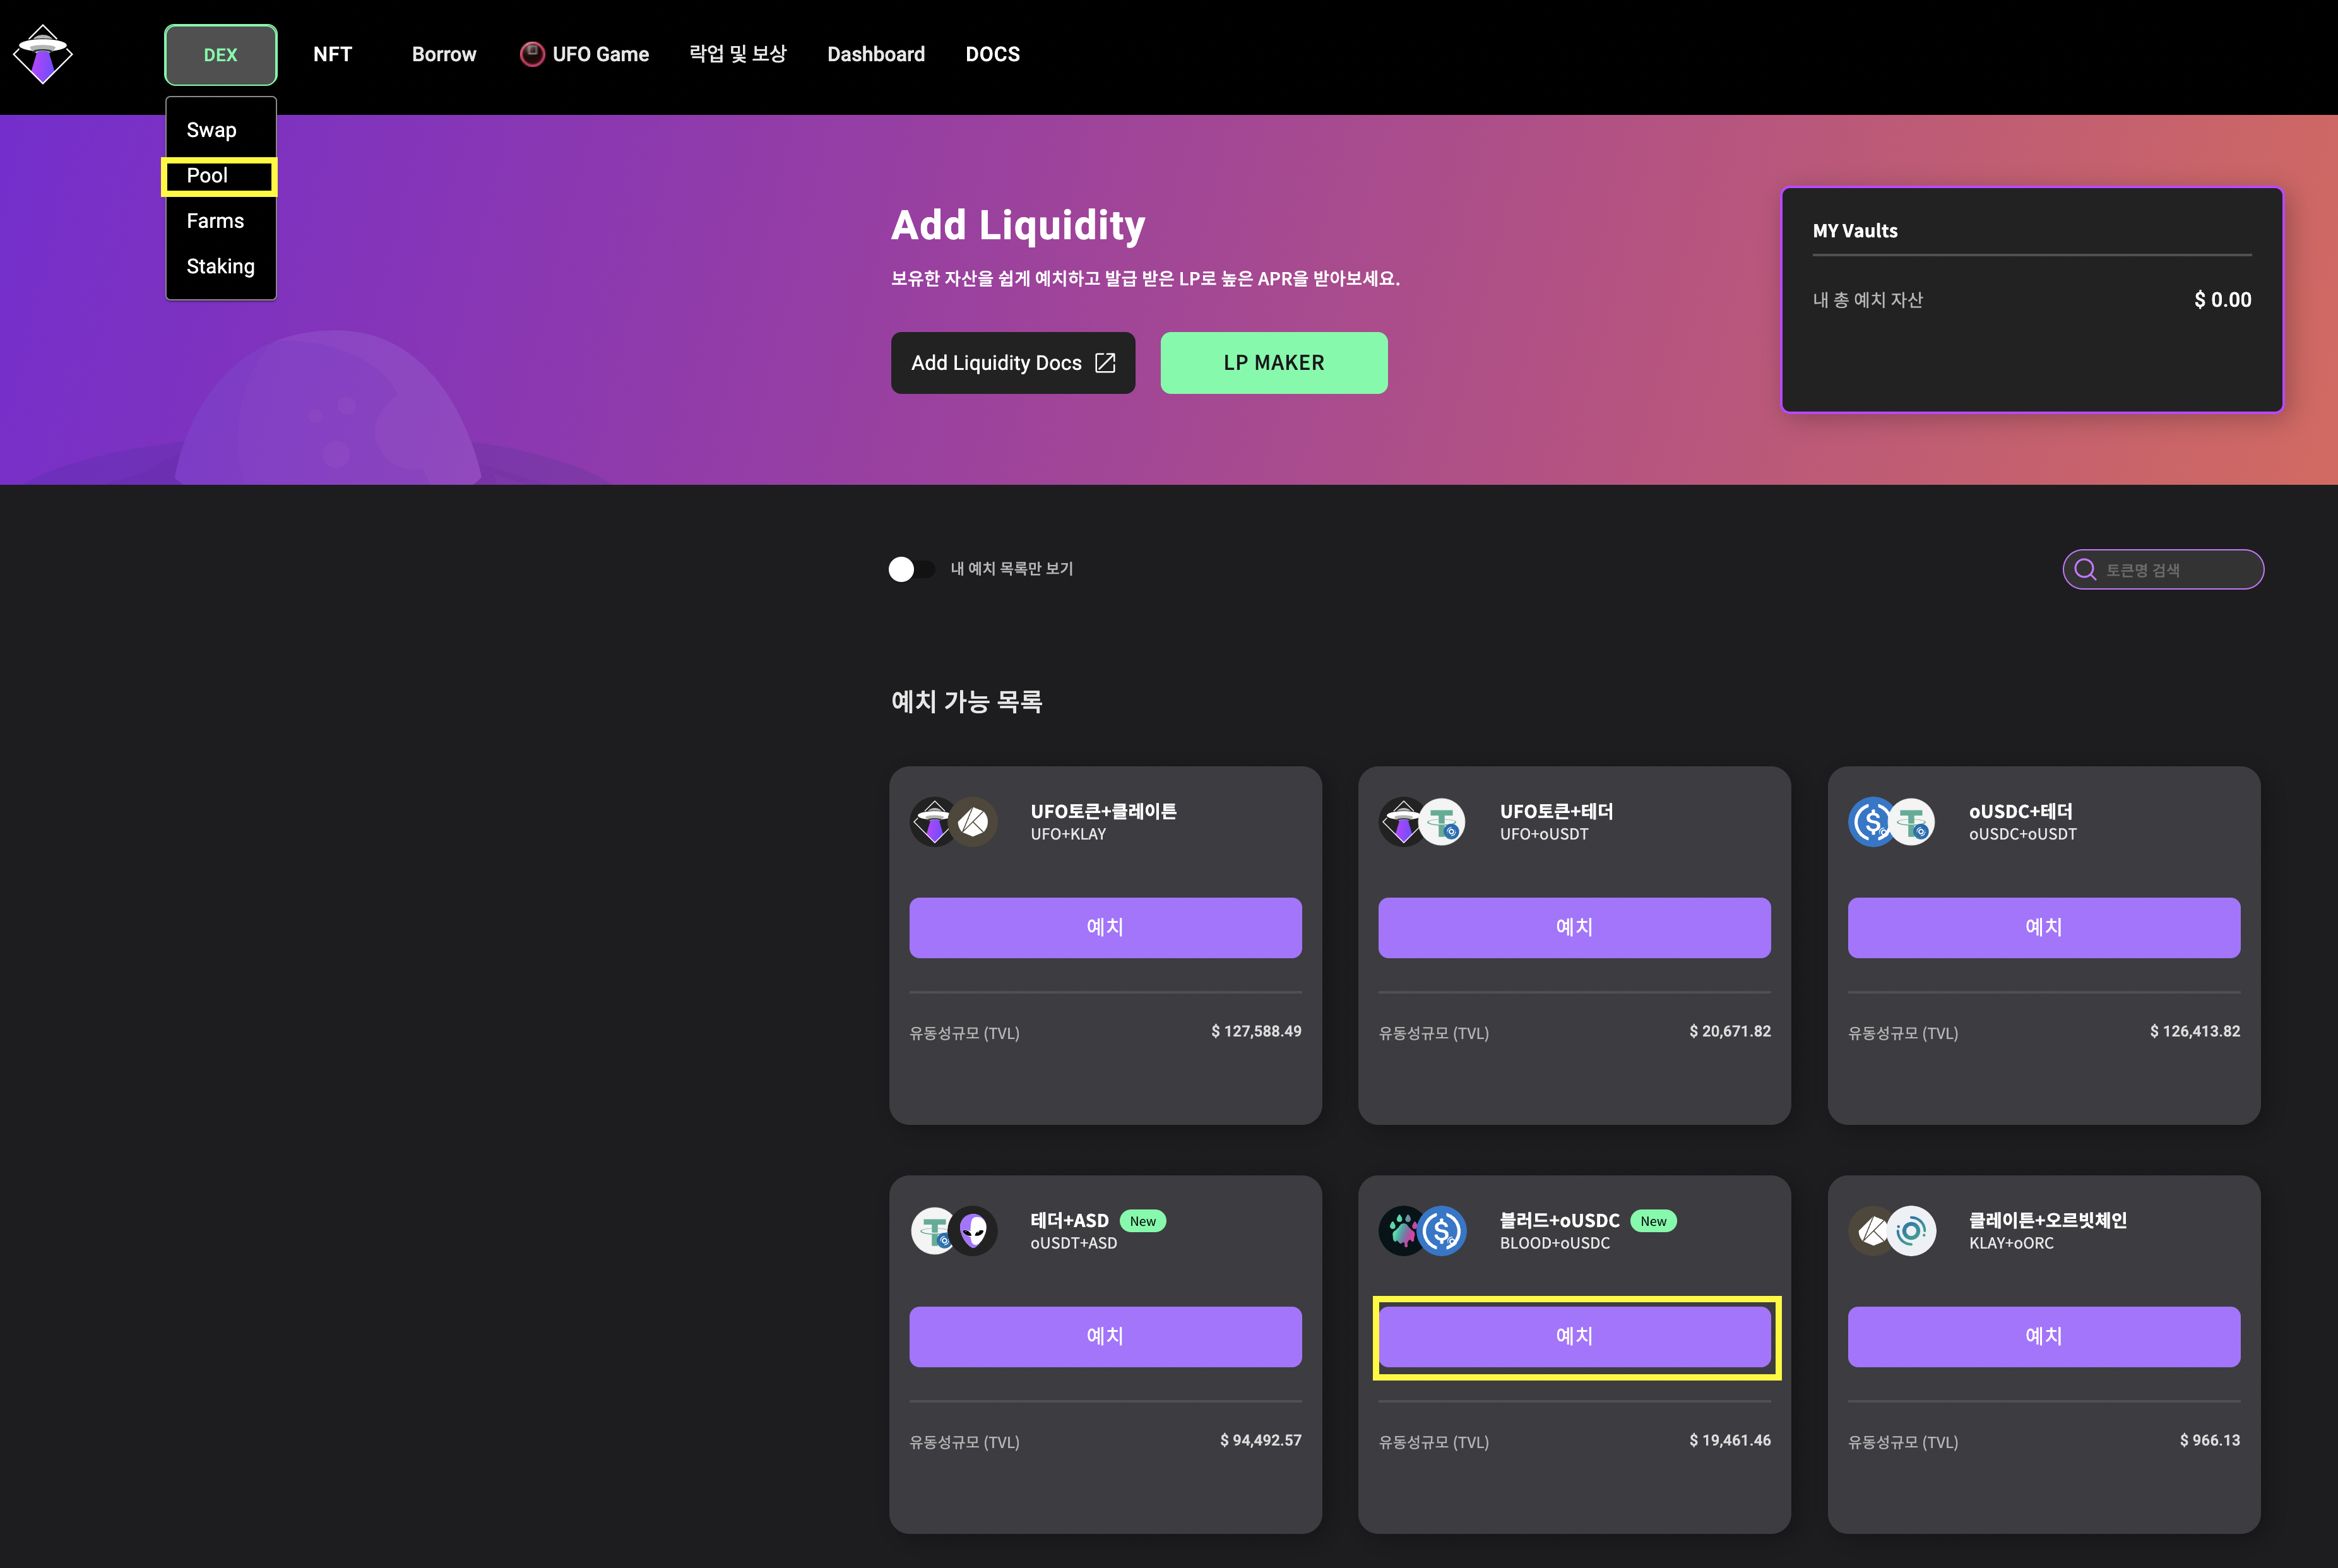 DEX
NFT
Borrow
UFO Game
락업 및 보상
Dashboard
DOCS
Swap
Pool
Farms
Staking
Add Liquidity
보유한 자산을 쉽게 예치하고 발급 받은 LP로 높은 APR을 받아보세요.
Add Liquidity Docs
LP MAKER
MY Vaults
내 총 예치 자산
$ 0.00
내 예치 목록만 보기
토큰명 검색
예치 가능 목록
UFO토큰+클레이튼
UFO+KLAY
예치
유동성규모 (TVL)
$ 127,588.49
UFO토큰+테더
UFO+oUSDT
예치
유동성규모 (TVL)
$ 20,671.82
oUSDC+테더
oUSDC+oUSDT
예치
유동성규모 (TVL)
$ 126,413.82
테더+ASD New
oUSDT+ASD
예치
유동성규모 (TVL)
$ 94,492.57
블러드+oUSDC New
BLOOD+oUSDC
예치
유동성규모 (TVL)
$ 19,461.46
클레이튼+오르빗체인
KLAY+oORC
예치
유동성규모 (TVL)
$ 966.13